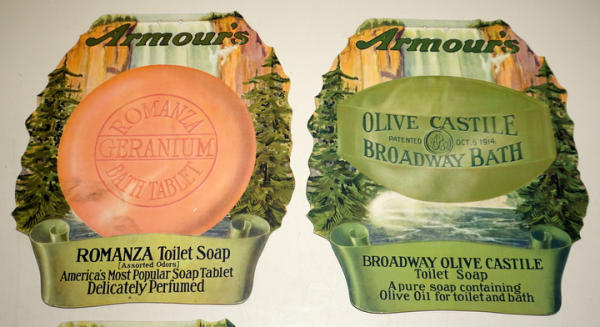 Armour's
ROMANZA
GERANIUM
BATH TABLET
ROMANZA Toilet Soap
[Assorted Odors]
America's Most Popular Soap Tablet
Delicately Perfumed
Armour's
OLIVE CASTILE
PATENTED OCT. 6 1914.
BROADWAY BATH
BROADWAY OLIVE CASTILE
Toilet Soap
A pure soap containing
Olive Oil for toilet and bath